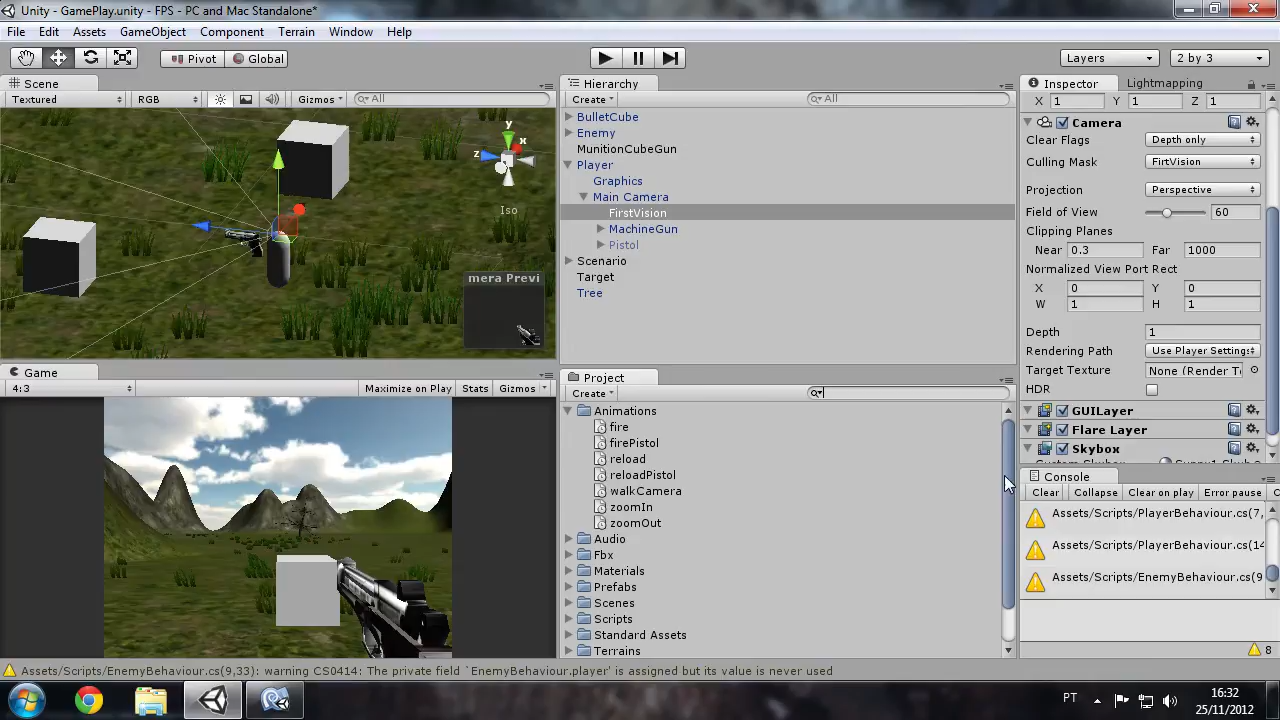 Unity - GamePlay.unity - FPS - PC and Mac Standalone*
File Edit Assets GameObject Component Terrain Window Help
Pivot Global Layers 2 by 3
Scene
Textured RGB Gizmos All
y
x
z
Iso
mera Previ
Hierarchy
Create All
BulletCube
Enemy
MunitionCubeGun
Player
Graphics
Main Camera
FirstVision
MachineGun
Pistol
Scenario
Target
Tree
Inspector Lightmapping
X 1 Y 1 Z 1
Camera
Clear Flags Depth only
Culling Mask FirtVision
Projection Perspective
Field of View 60
Clipping Planes
Near 0.3 Far 1000
Normalized View Port Rect
X 0 Y 0
W 1 H 1
Depth 1
Rendering Path Use Player Settings
Target Texture None (Render T
HDR
GUILayer
Flare Layer
Skybox
Game
4:3 Maximize on Play Stats Gizmos
Project
Create
Animations
fire
firePistol
reload
reloadPistol
walkCamera
zoomIn
zoomOut
Audio
Fbx
Materials
Prefabs
Scenes
Scripts
Standard Assets
Terrains
Console
Clear Collapse Clear on play Error pause
Assets/Scripts/PlayerBehaviour.cs(7,
Assets/Scripts/PlayerBehaviour.cs(14
Assets/Scripts/EnemyBehaviour.cs(9
8
Assets/Scripts/EnemyBehaviour.cs(9,33): warning CS0414: The private field `EnemyBehaviour.player' is assigned but its value is never used
PT
16:32
25/11/2012